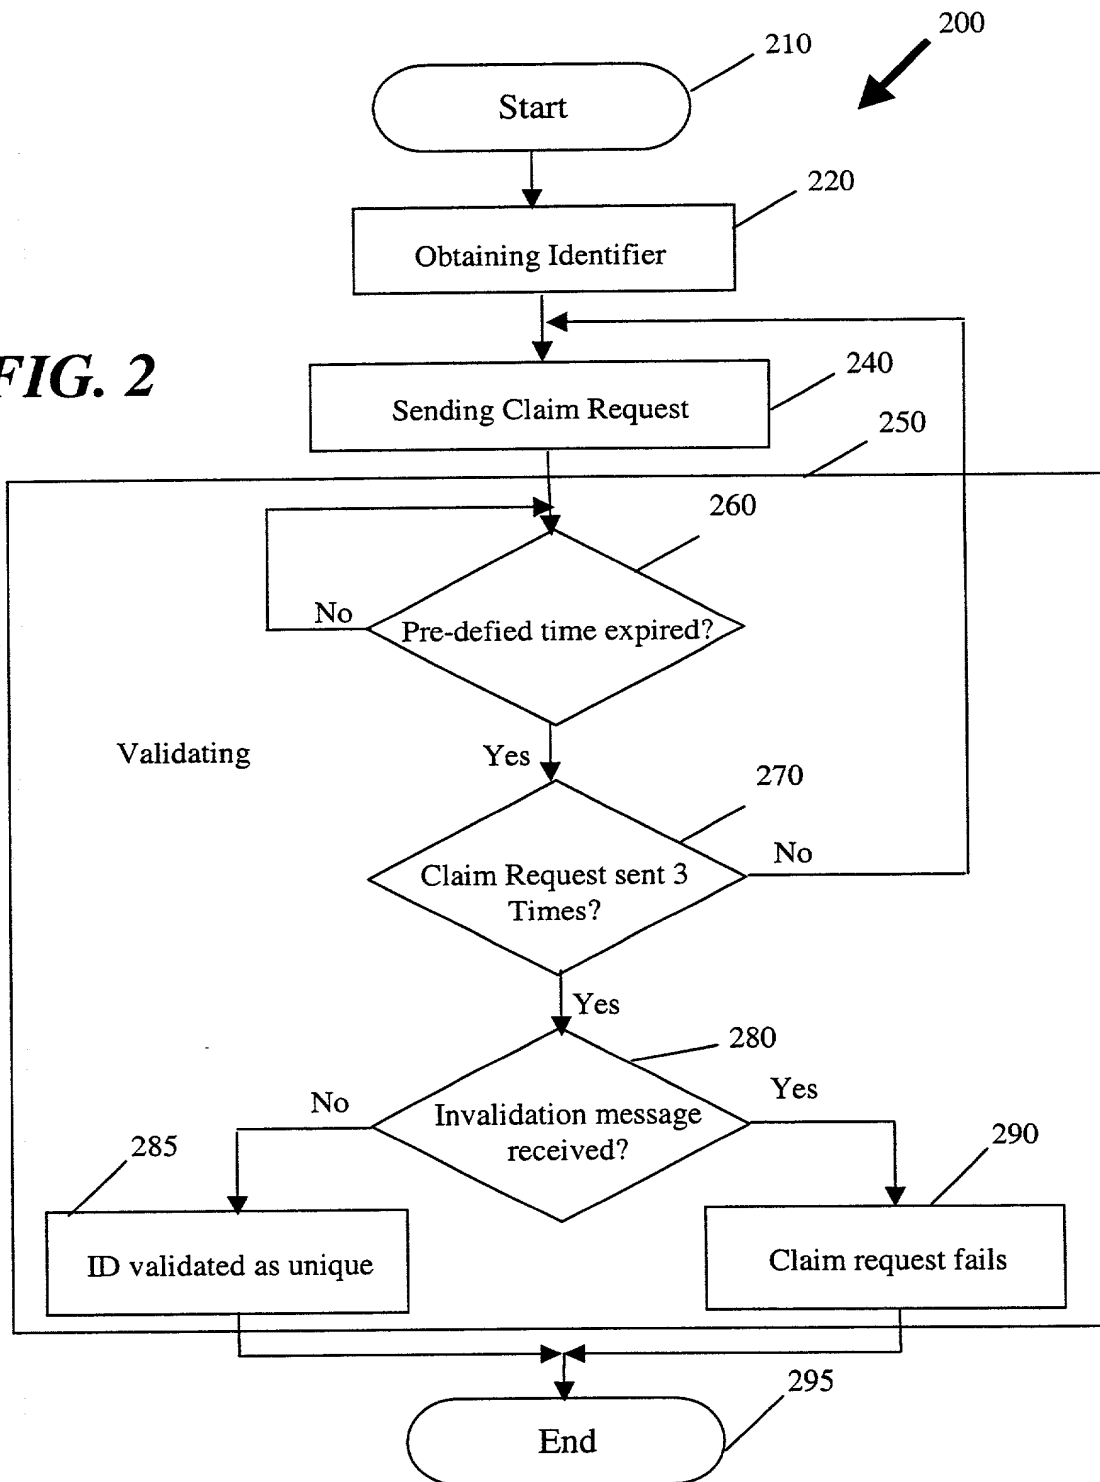 200
210
Start
220
Obtaining Identifier
FIG. 2
240
Sending Claim Request
250
260
No
Pre-defied time expired?
Validating
Yes
270
Claim Request sent 3
Times?
No
Yes
280
No
Yes
Invalidation message
received?
285
290
ID validated as unique
Claim request fails
295
End